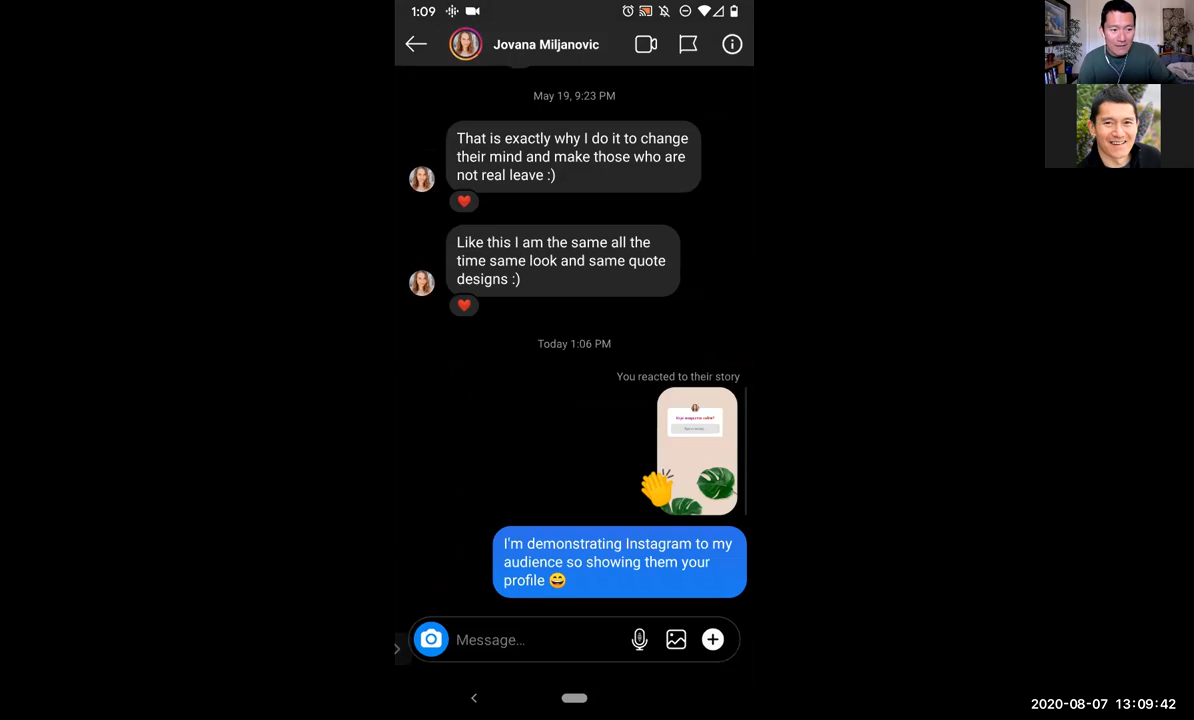 1:09
Jovana Miljanovic
May 19, 9:23 PM
That is exactly why I do it to change
their mind and make those who are
not real leave :)
Like this I am the same all the
time same look and same quote
designs :)
Today 1:06 PM
You reacted to their story
I'm demonstrating Instagram to my
audience so showing them your
profile 😄
Message...
2020-08-07 13:09:42